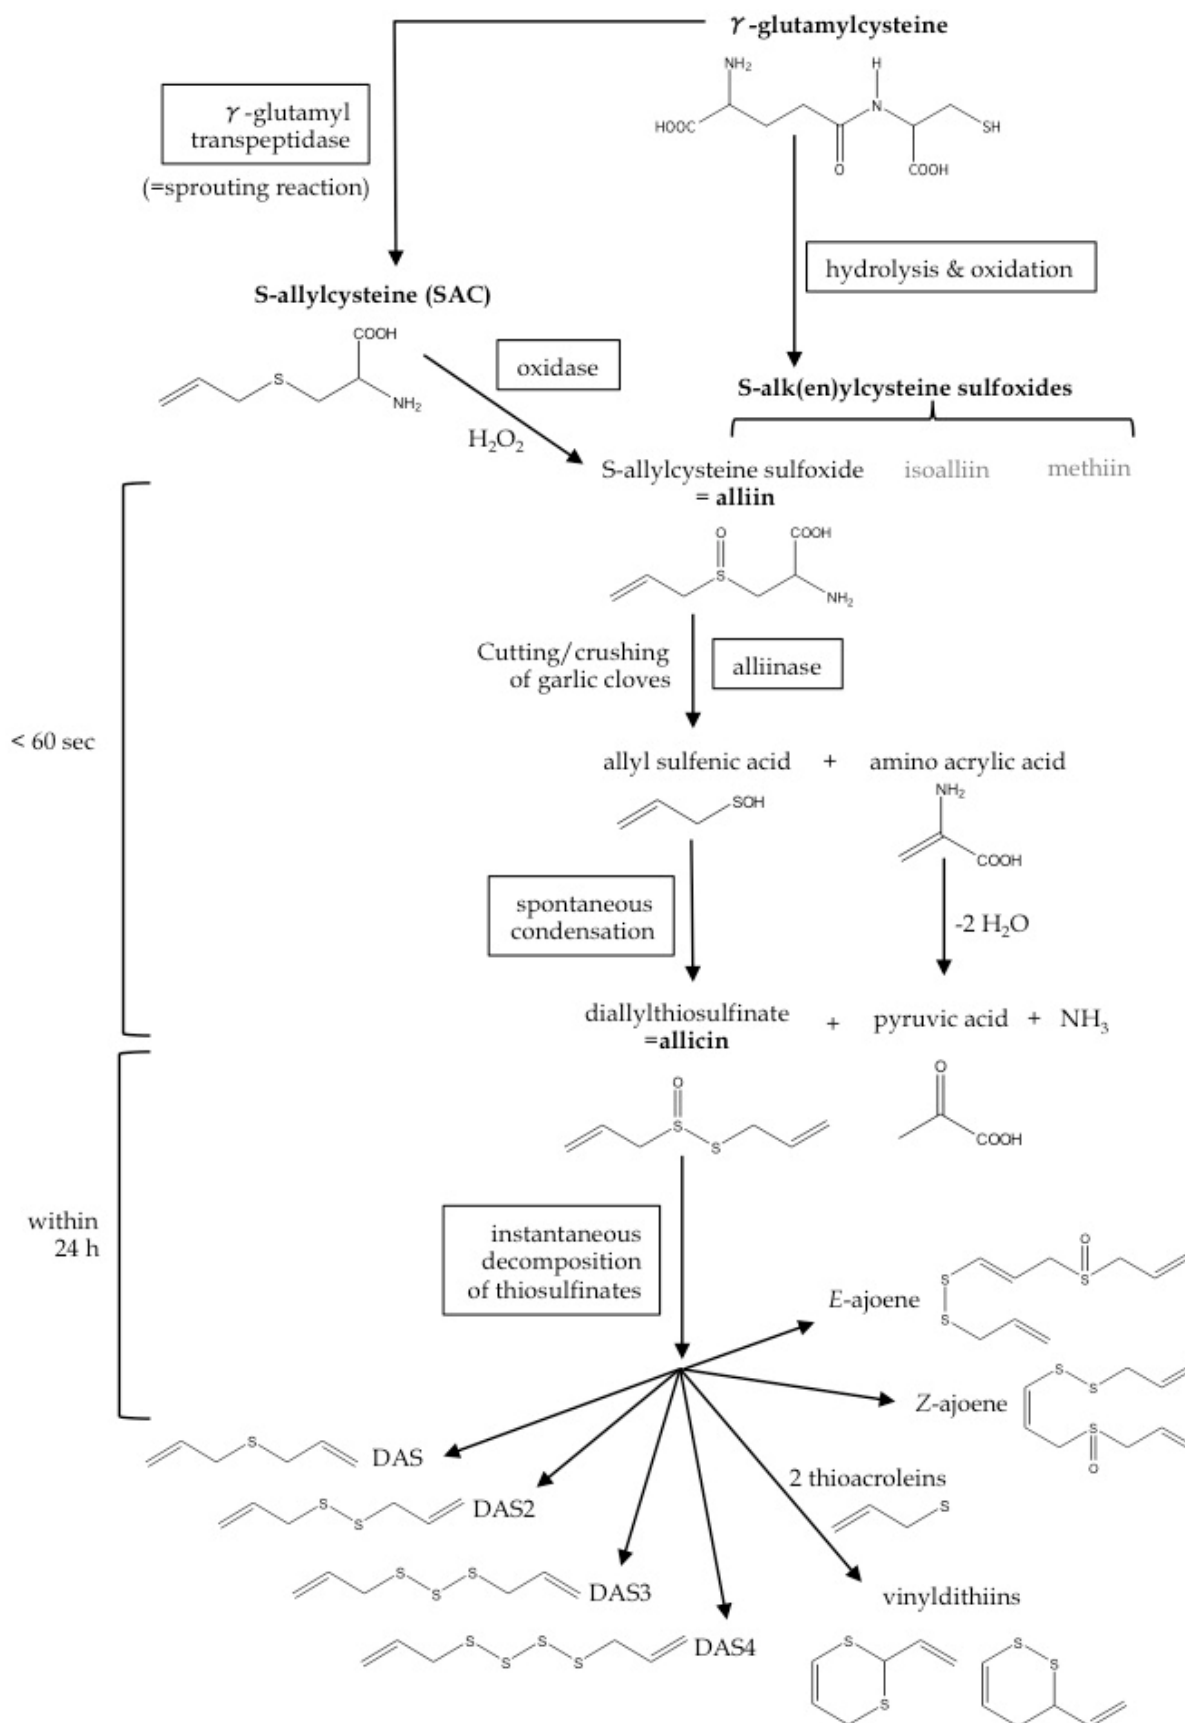 γ-glutamylcysteine
NH₂
H
HOOC
N
SH
O
COOH
γ-glutamyl
transpeptidase
(=sprouting reaction)
hydrolysis & oxidation
S-allylcysteine (SAC)
COOH
S
NH₂
oxidase
H₂O₂
S-alk(en)ylcysteine sulfoxides
S-allylcysteine sulfoxide
= alliin
isoalliin
methiin
O
COOH
S
NH₂
Cutting/crushing
of garlic cloves
alliinase
< 60 sec
allyl sulfenic acid + amino acrylic acid
SOH
NH₂
COOH
spontaneous
condensation
-2 H₂O
diallylthiosulfinate
=allicin
+ pyruvic acid + NH₃
O
S
S
O
COOH
within
24 h
instantaneous
decomposition
of thiosulfinates
E-ajoene
O
S
S
S
Z-ajoene
S
S
S
O
S
DAS
S
S
DAS2
S
S
S
DAS3
S
S
S
S
DAS4
2 thioacroleins
S
vinyldithiins
S
S
S
S